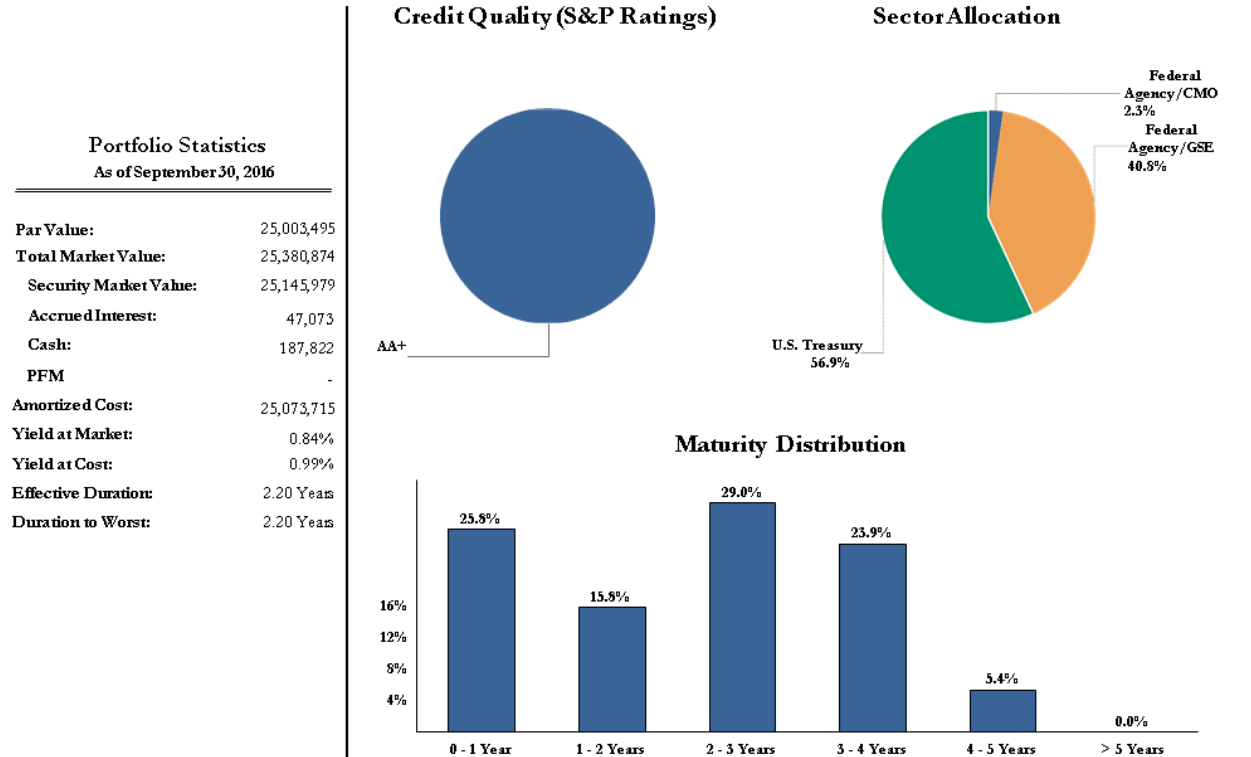 Portfolio Statistics
As of September 30, 2016
Par Value: 25,003,495
Total Market Value: 25,380,874
Security Market Value: 25,145,979
Accrued Interest: 47,073
Cash: 187,822
PFM -
Amortized Cost: 25,073,715
Yield at Market: 0.84%
Yield at Cost: 0.99%
Effective Duration: 2.20 Years
Duration to Worst: 2.20 Years
Credit Quality (S&P Ratings)
AA+
Sector Allocation
Federal
Agency/CMO
2.3%
Federal
Agency/GSE
40.8%
U.S. Treasury
56.9%
Maturity Distribution
16%
12%
8%
4%
25.8%
15.8%
29.0%
23.9%
5.4%
0.0%
0 - 1 Year 1 - 2 Years 2 - 3 Years 3 - 4 Years 4 - 5 Years > 5 Years